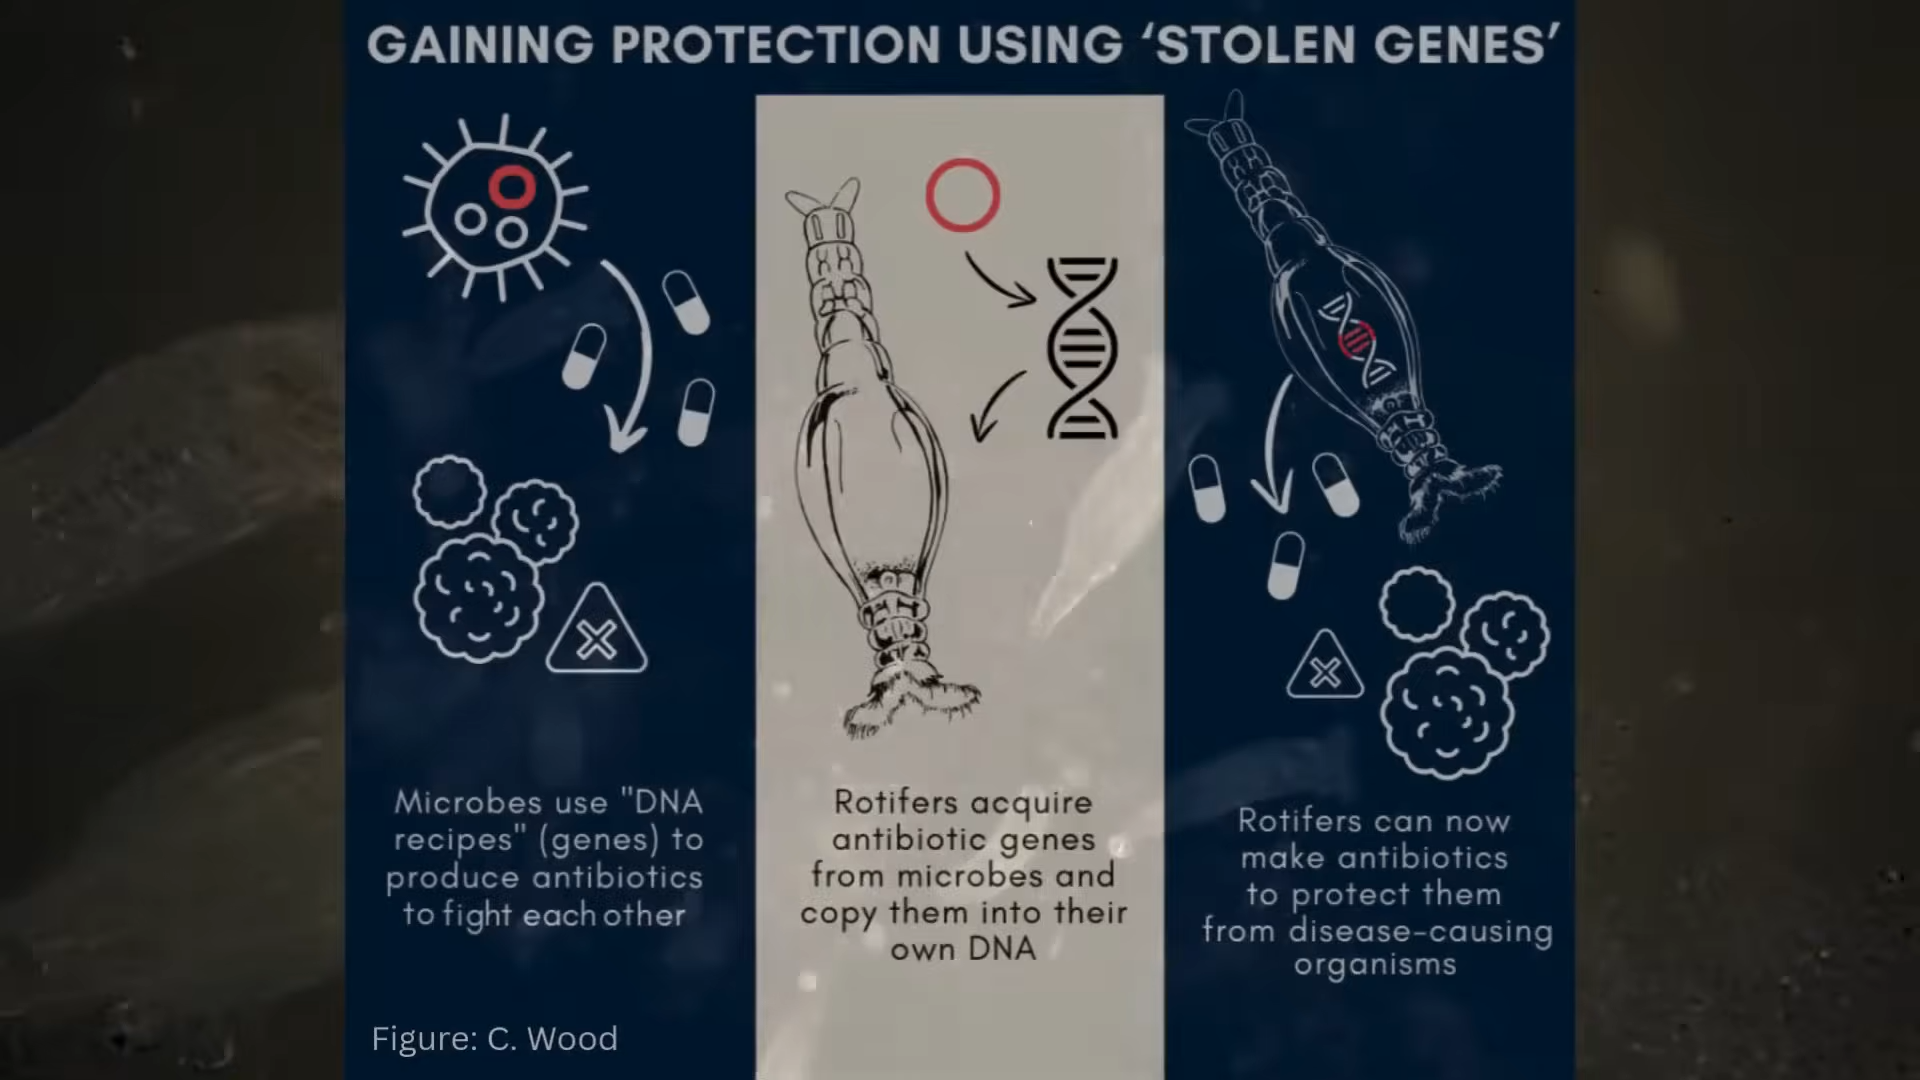 GAINING PROTECTION USING ‘STOLEN GENES’
Microbes use "DNA
recipes" (genes) to
produce antibiotics
to fight each other
Rotifers acquire
antibiotic genes
from microbes and
copy them into their
own DNA
Rotifers can now
make antibiotics
to protect them
from disease-causing
organisms
Figure: C. Wood